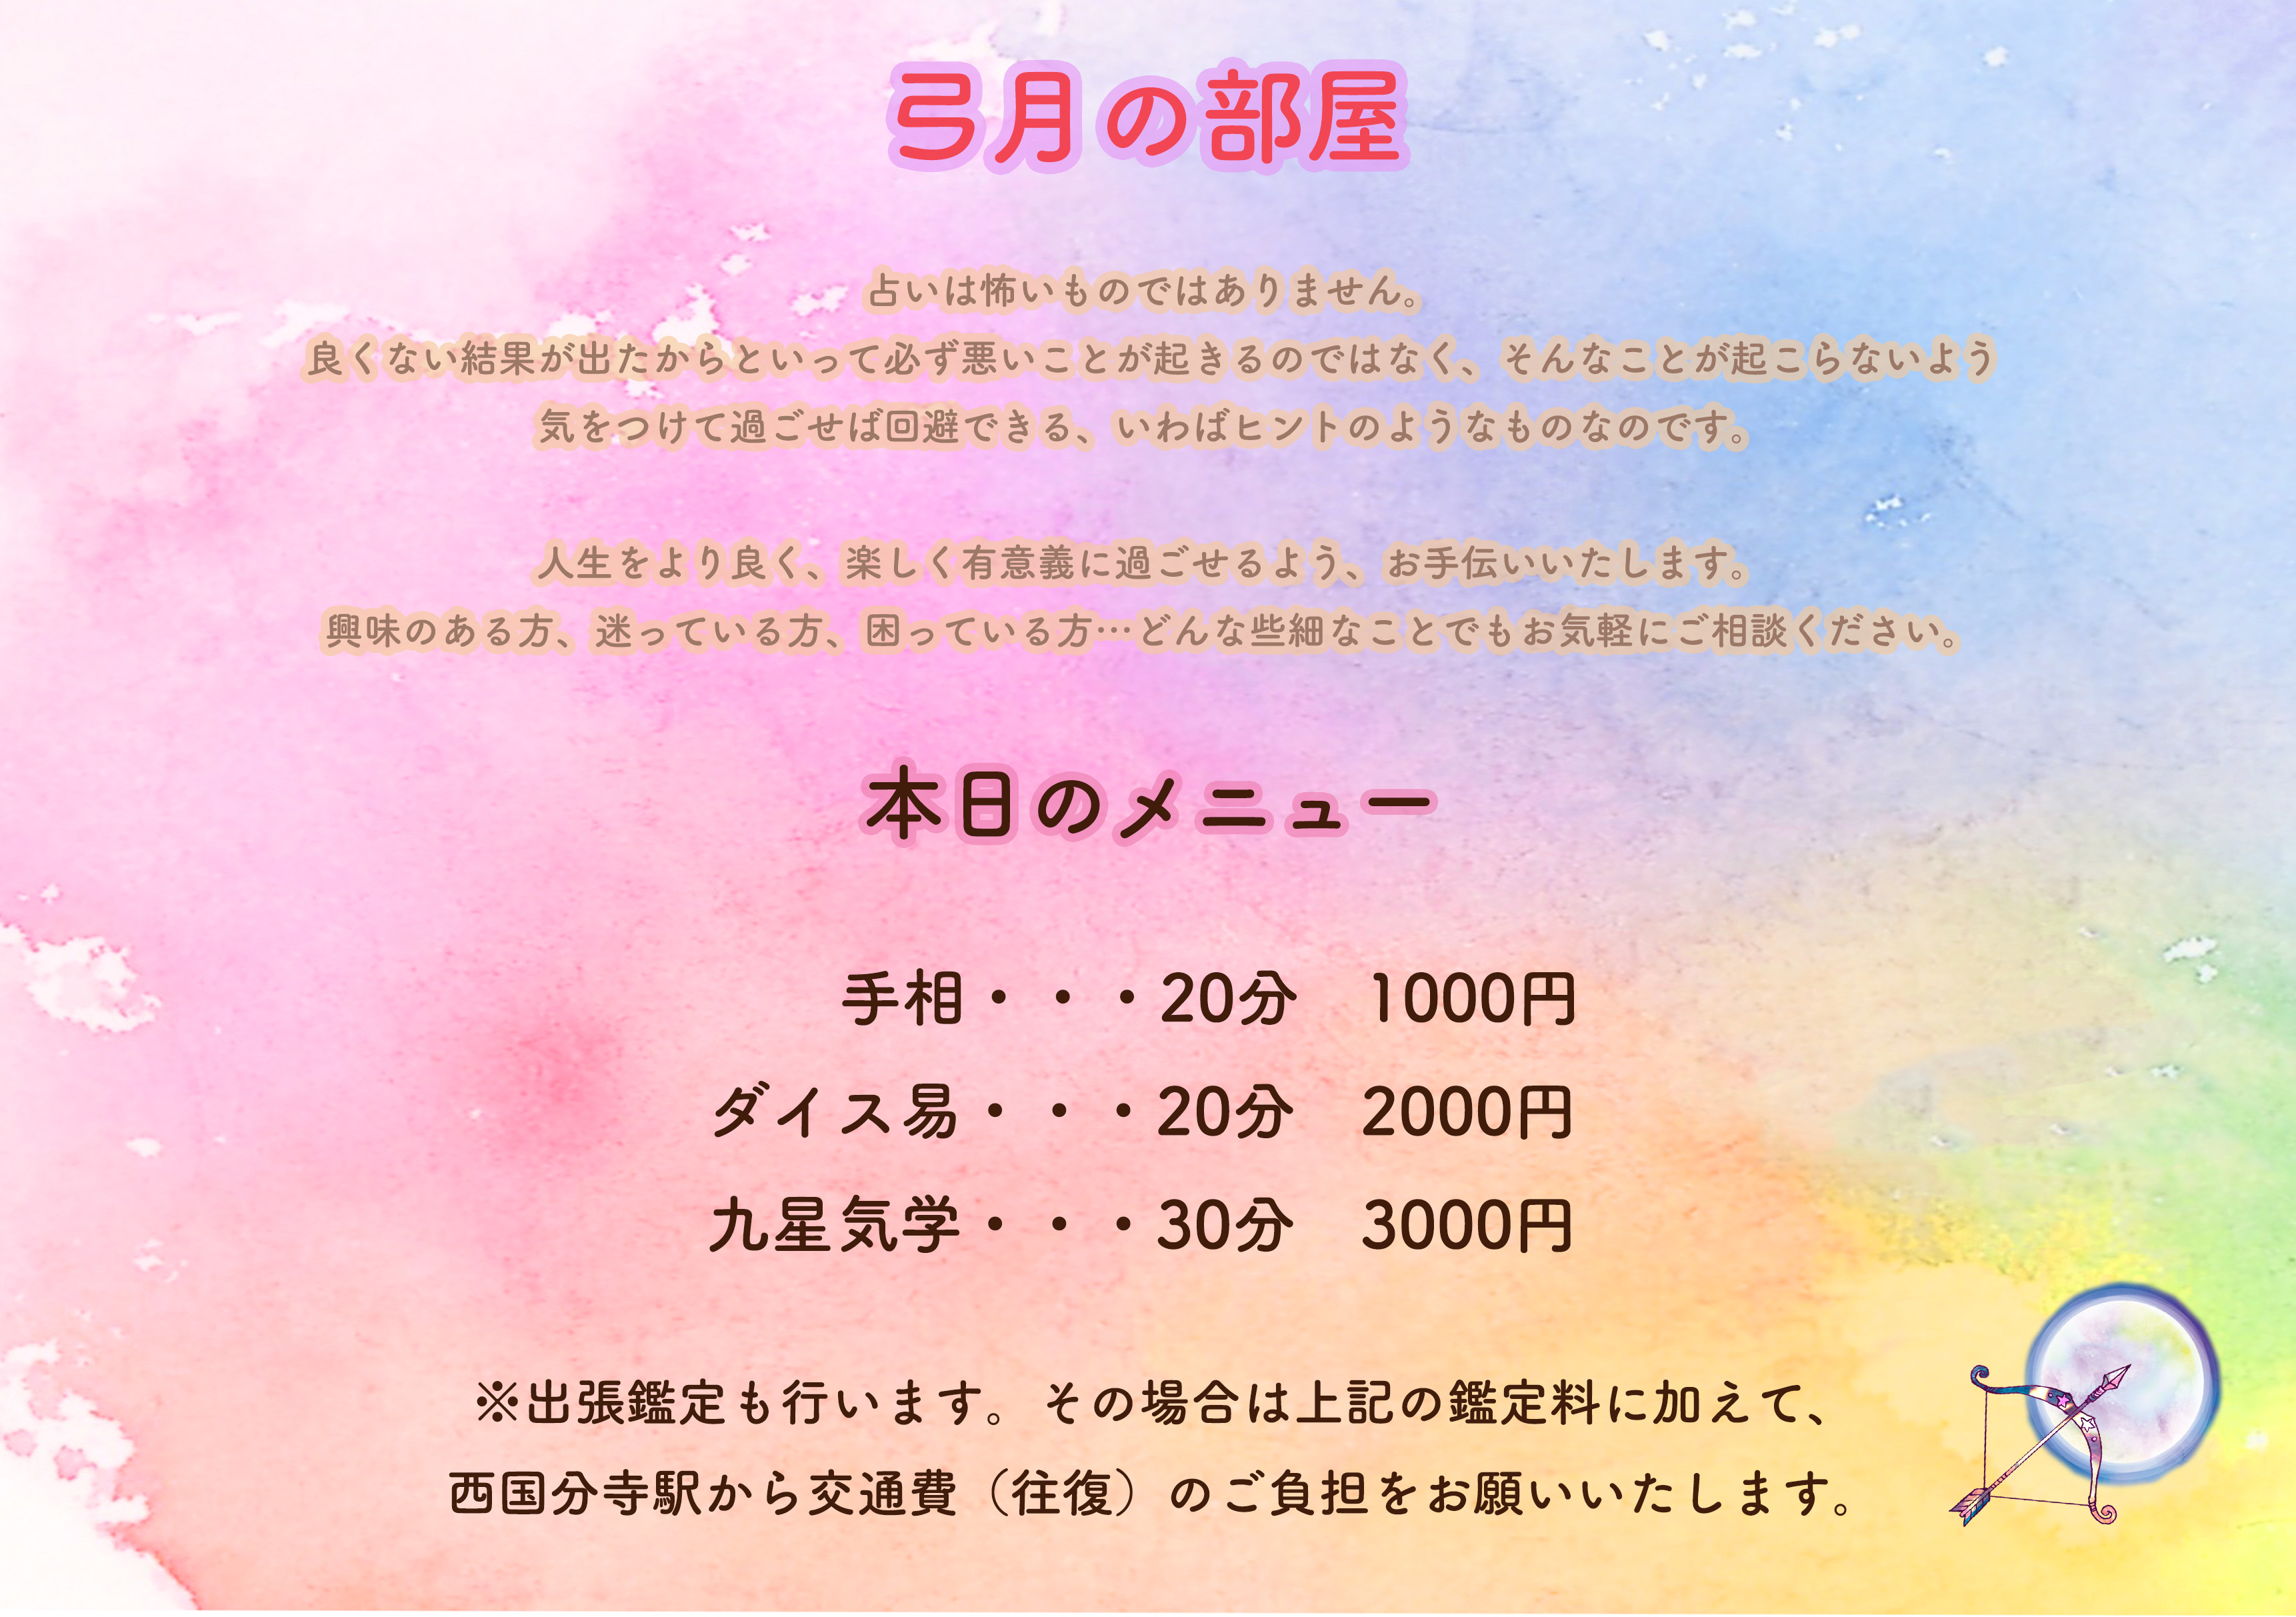 弓月の部屋
占いは怖いものではありません。
良くない結果が出たからといって必ず悪いことが起きるのではなく、そんなことが起こらないよう
気をつけて過ごせば回避できる、いわばヒントのようなものなのです。
人生をより良く、楽しく有意義に過ごせるよう、お手伝いいたします。
興味のある方、迷っている方、困っている方…どんな些細なことでもお気軽にご相談ください。
本日のメニュー
手相・・・20分　1000円
ダイス易・・・20分　2000円
九星気学・・・30分　3000円
※出張鑑定も行います。その場合は上記の鑑定料に加えて、
西国分寺駅から交通費（往復）のご負担をお願いいたします。